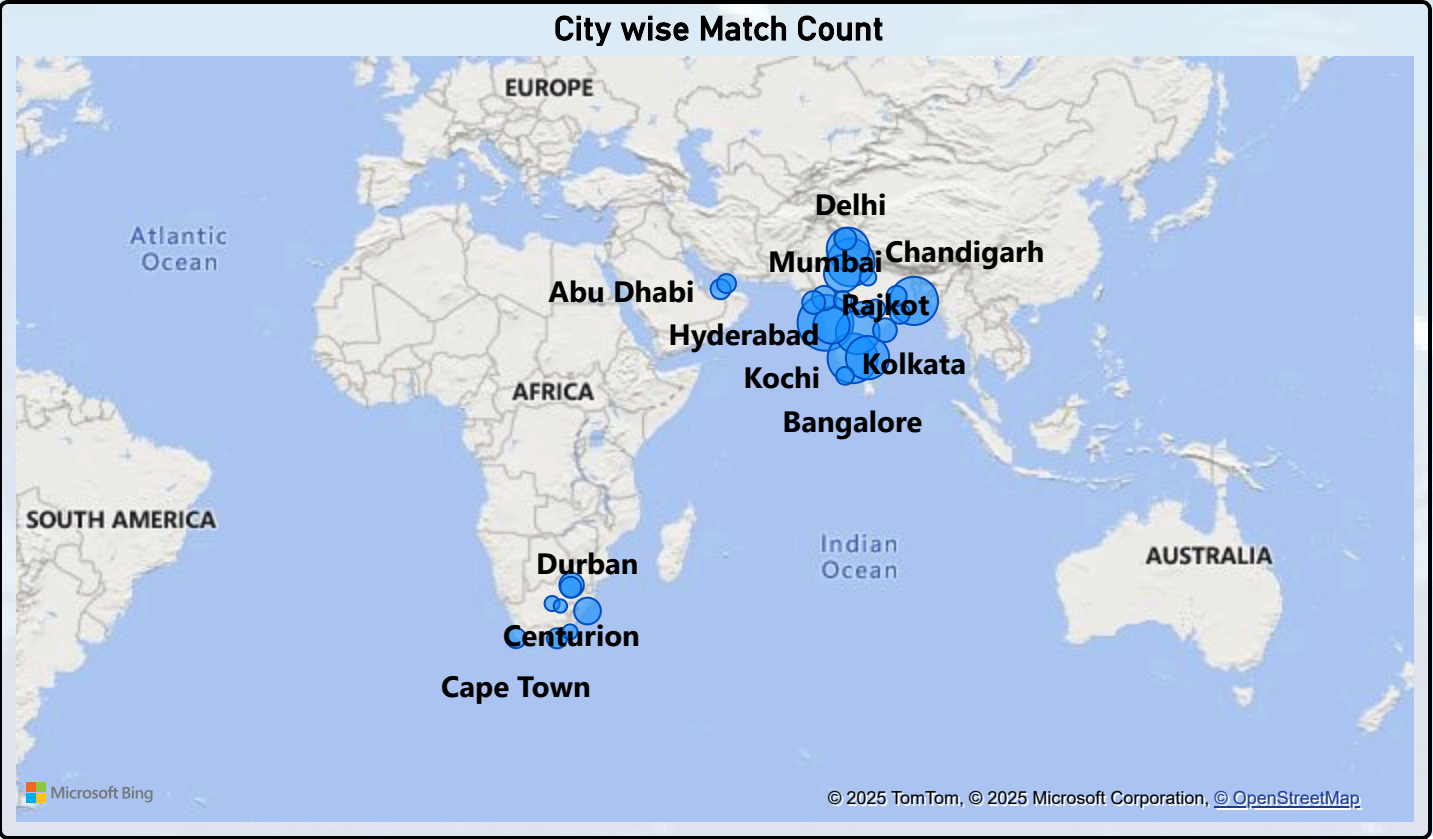 City wise Match Count
EUROPE
Delhi
Atlantic
Ocean
Chandigarh
Mumbai
Abu Dhabi
Rajkot
Hyderabad
Kolkata
Kochi
AFRICA
Bangalore
SOUTH AMERICA
Indian
Ocean
AUSTRALIA
Durban
Centurion
Cape Town
Microsoft Bing
© 2025 TomTom, © 2025 Microsoft Corporation, © OpenStreetMap